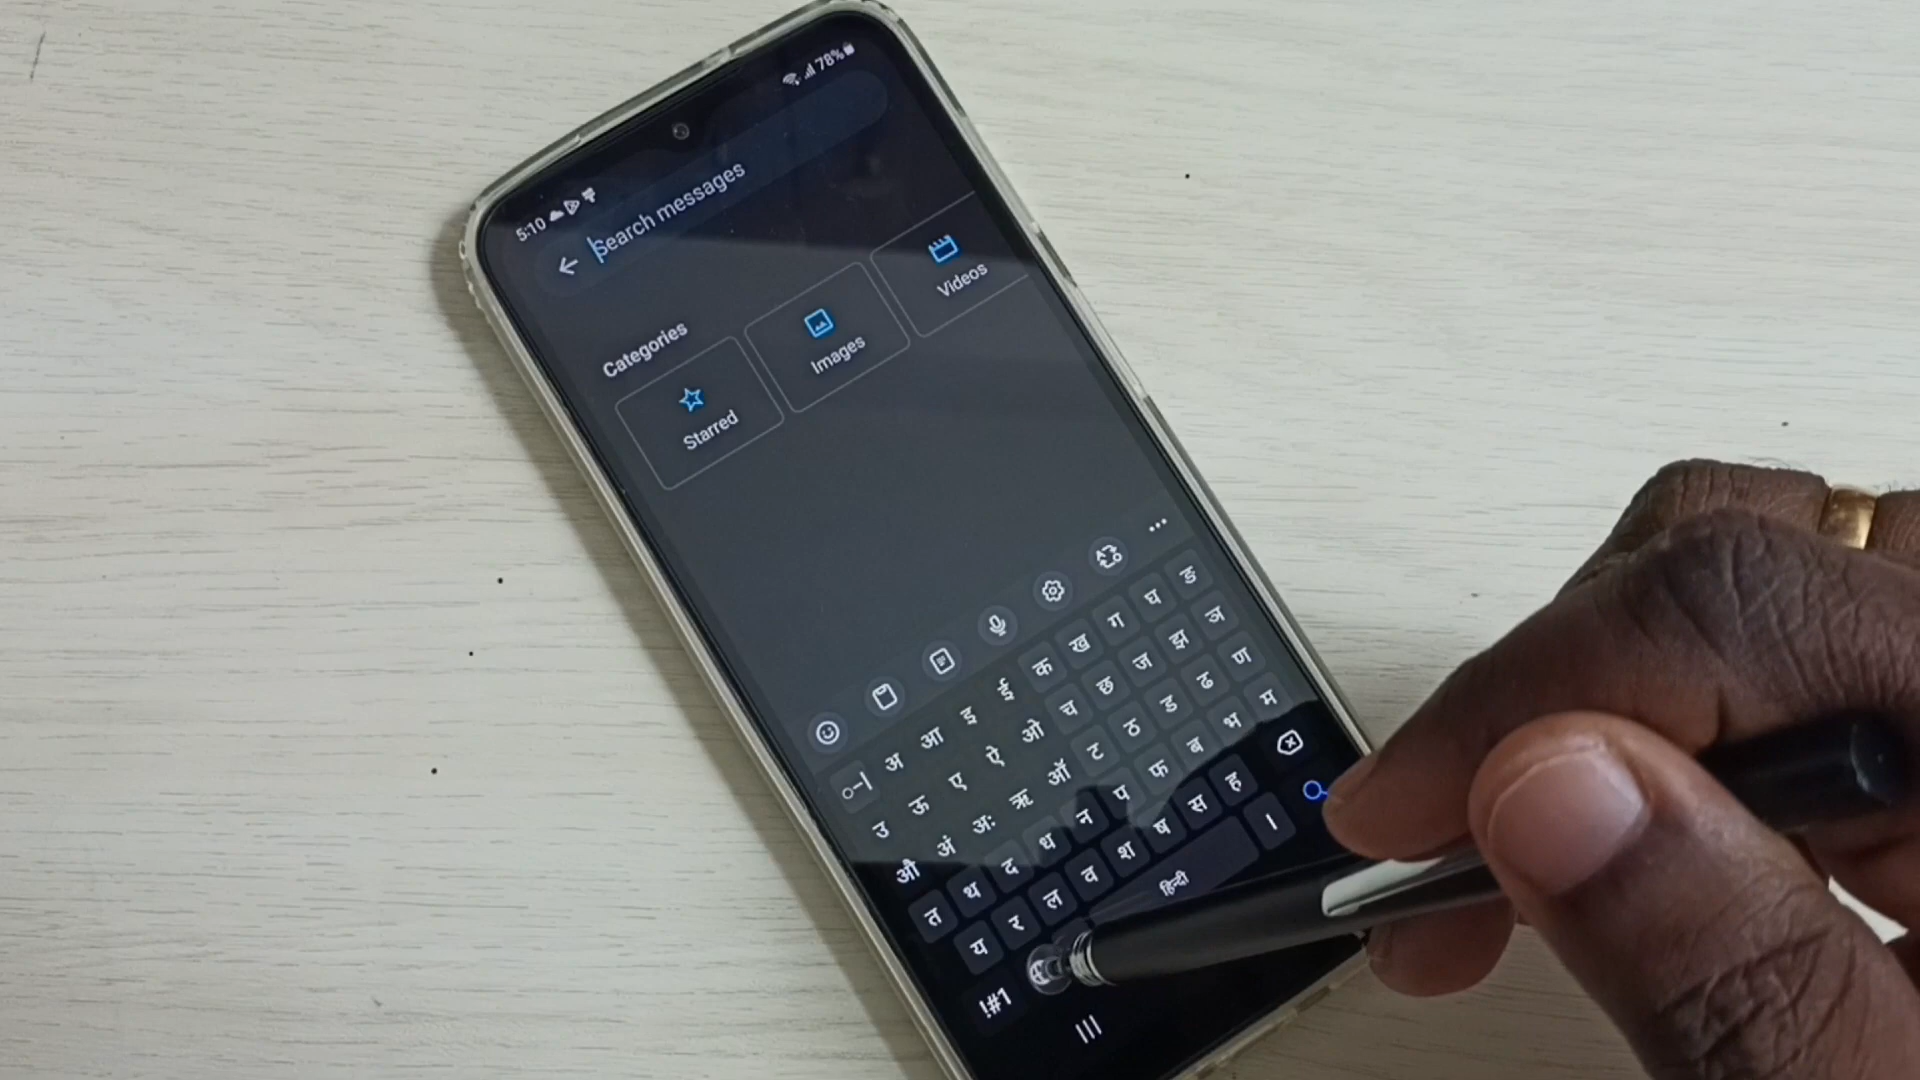 5:10 78%
Search messages
Categories
Starred Images Videos
अ आ इ ई क ख ग घ ङ
उ ऊ ए ऐ ओ च छ ज झ ञ
औ अं अः ऋ ऑ ट ठ ड ढ ण
त थ द ध न प फ ब भ म
य र ल व श ष स ह
!#1 हिन्दी ।